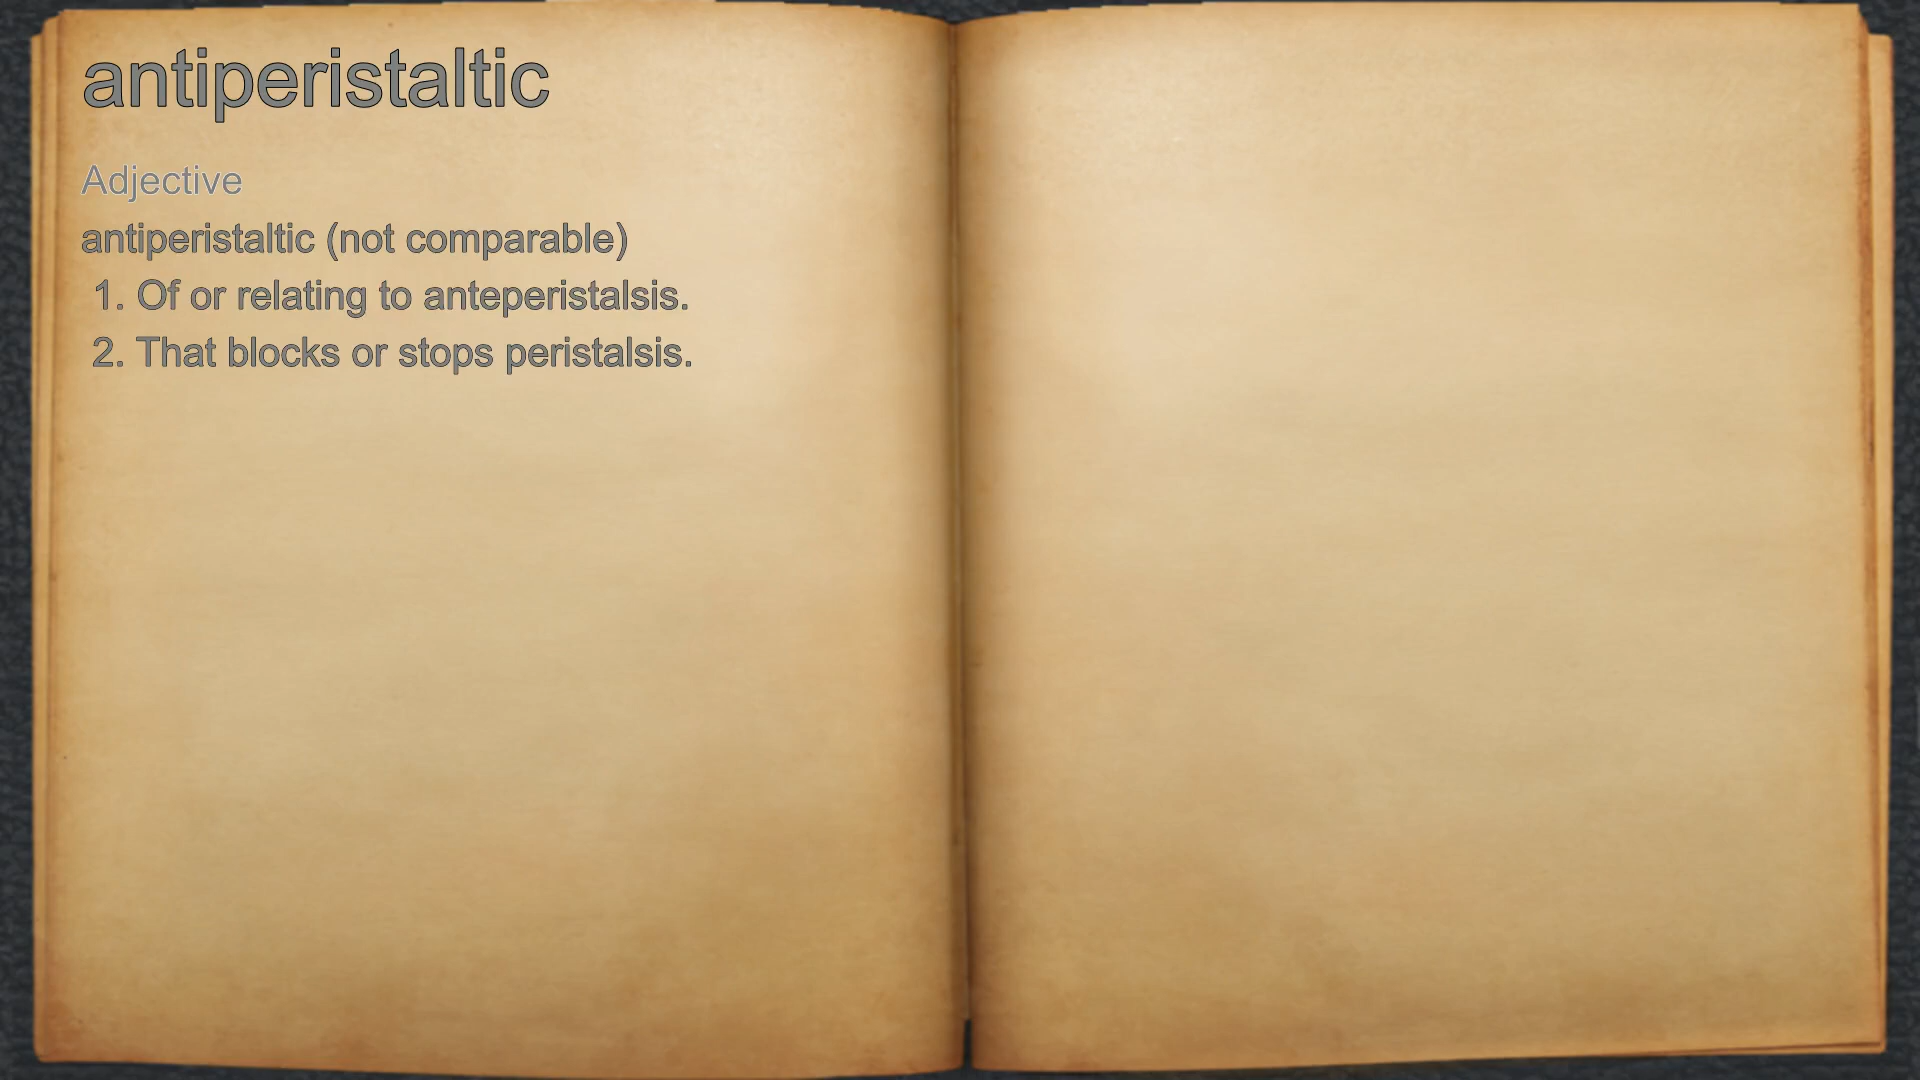 antiperistaltic
Adjective
antiperistaltic (not comparable)
1. Of or relating to anteperistalsis.
2. That blocks or stops peristalsis.